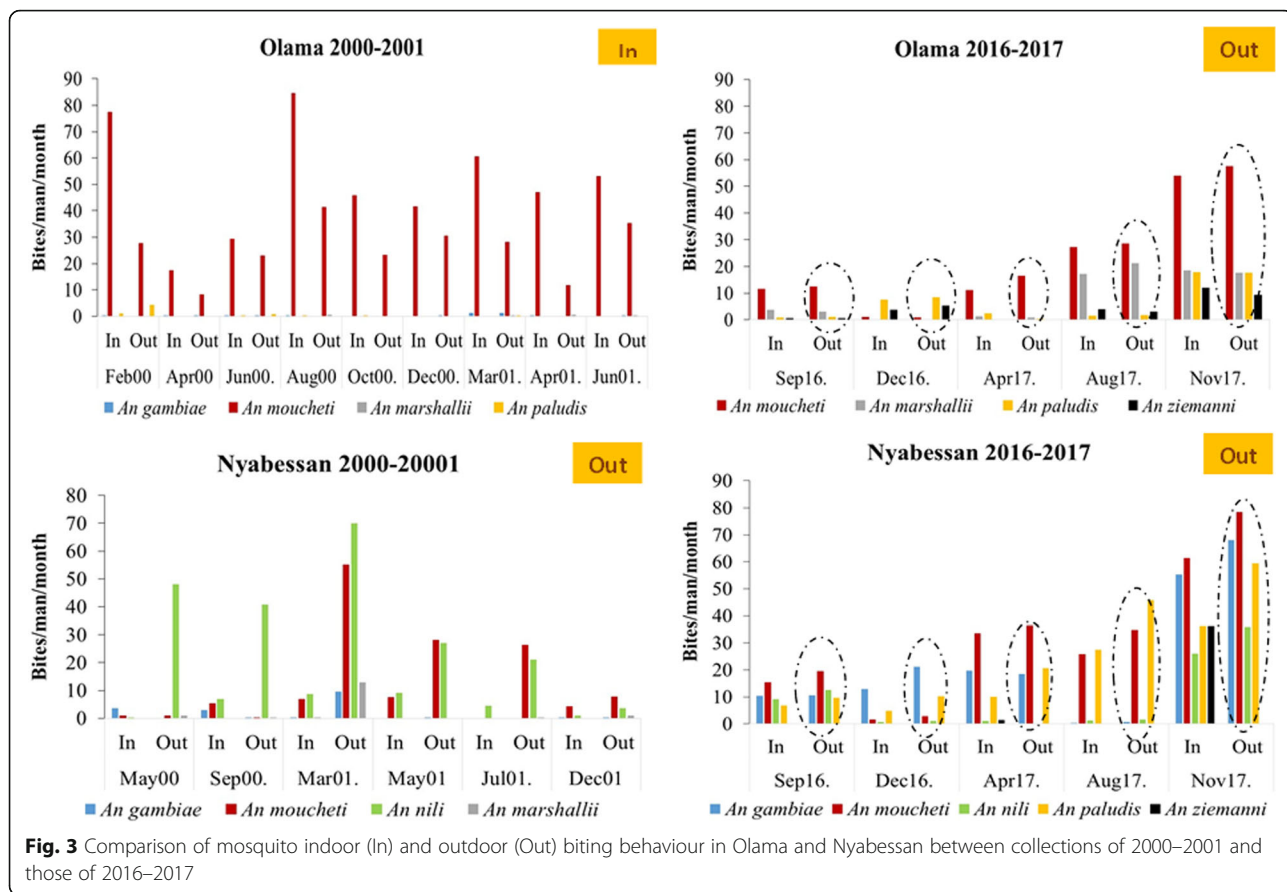 Olama 2000-2001
In
Bites/man/month
90
80
70
60
50
40
30
20
10
0
In Out In Out In Out In Out In Out In Out In Out In Out In Out
Feb00 Apr00 Jun00. Aug00 Oct00. Dec00. Mar01. Apr01. Jun01.
An gambiae An moucheti An marshallii An paludis
Olama 2016-2017
Out
Bites/man/month
90
80
70
60
50
40
30
20
10
0
In Out In Out In Out In Out In Out
Sep16. Dec16. Apr17. Aug17. Nov17.
An moucheti An marshallii An paludis An ziemanni
Nyabessan 2000-20001
Out
Bites/man/month
80
70
60
50
40
30
20
10
0
In Out In Out In Out In Out In Out In Out
May00 Sep00. Mar01. May01 Jul01. Dec01
An gambiae An moucheti An nili An marshallii
Nyabessan 2016-2017
Out
Bites/man/month
90
80
70
60
50
40
30
20
10
0
In Out In Out In Out In Out In Out
Sep16. Dec16. Apr17. Aug17. Nov17.
An gambiae An moucheti An nili An paludis An ziemanni
Fig. 3 Comparison of mosquito indoor (In) and outdoor (Out) biting behaviour in Olama and Nyabessan between collections of 2000–2001 and
those of 2016–2017